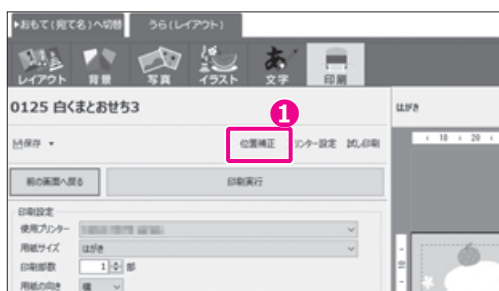 ▶おもて(宛て名)へ切替 うら(レイアウト)
レイアウト 背景 写真 イラスト 文字 印刷
0125 白くまとおせち3
はがき
1
保存 ▼ 位置補正 リンター設定 試し印刷
10 20
前の画面へ戻る 印刷実行
印刷設定
使用プリンター
用紙サイズ はがき
印刷部数 1 部
用紙の向き 横
10